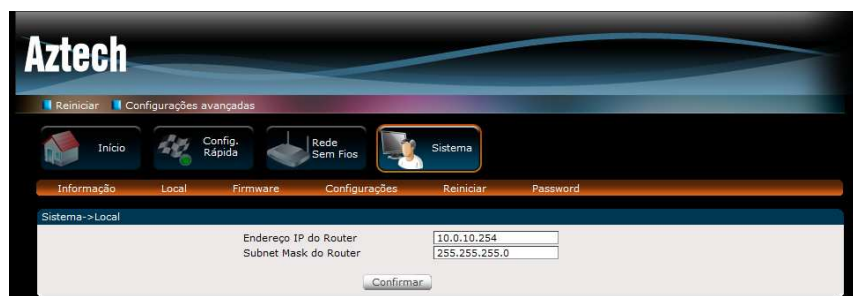 Aztech
Reiniciar Configurações avançadas
Início Config. Rápida Rede Sem Fios Sistema
Informação Local Firmware Configurações Reiniciar Password
Sistema->Local
Endereço IP do Router 10.0.10.254
Subnet Mask do Router 255.255.255.0
Confirmar